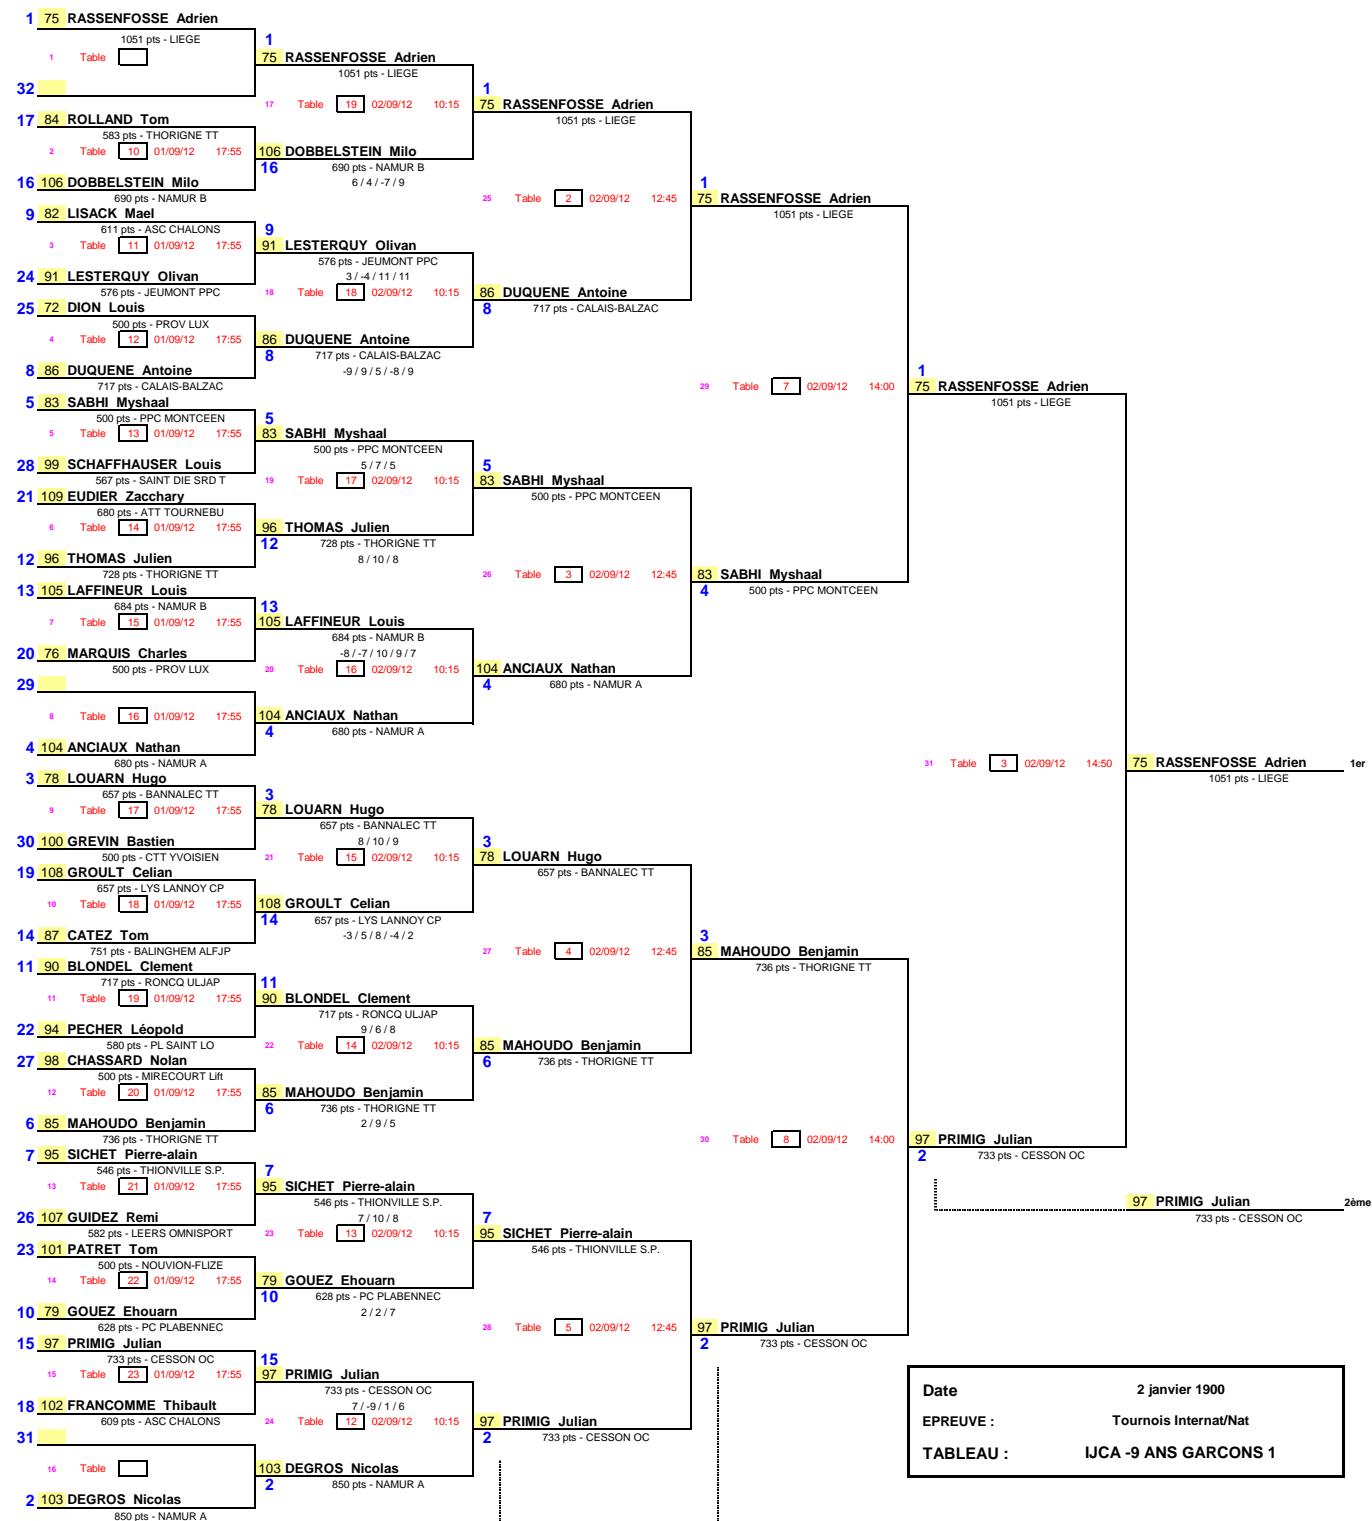 1 75 RASSENFOSSE Adrien
1051 pts - LIEGE
1 Table
32
17 84 ROLLAND Tom
583 pts - THORIGNE TT
2 Table 10 01/09/12 17:55
16 106 DOBBELSTEIN Milo
690 pts - NAMUR B
9 82 LISACK Mael
611 pts - ASC CHALONS
3 Table 11 01/09/12 17:55
24 91 LESTERQUY Olivan
576 pts - JEUMONT PPC
25 72 DION Louis
500 pts - PROV LUX
4 Table 12 01/09/12 17:55
8 86 DUQUENE Antoine
717 pts - CALAIS-BALZAC
5 83 SABHI Myshaal
500 pts - PPC MONTCEEN
5 Table 13 01/09/12 17:55
28 99 SCHAFFHAUSER Louis
567 pts - SAINT DIE SRD T
21 109 EUDIER Zacchary
680 pts - ATT TOURNEBU
6 Table 14 01/09/12 17:55
12 96 THOMAS Julien
728 pts - THORIGNE TT
13 105 LAFFINEUR Louis
684 pts - NAMUR B
7 Table 15 01/09/12 17:55
20 76 MARQUIS Charles
500 pts - PROV LUX
29
8 Table 16 01/09/12 17:55
4 104 ANCIAUX Nathan
680 pts - NAMUR A
3 78 LOUARN Hugo
657 pts - BANNALEC TT
9 Table 17 01/09/12 17:55
30 100 GREVIN Bastien
500 pts - CTT YVOISIEN
19 108 GROULT Celian
657 pts - LYS LANNOY CP
10 Table 18 01/09/12 17:55
14 87 CATEZ Tom
751 pts - BALINGHEM ALFJP
11 90 BLONDEL Clement
717 pts - RONCQ ULJAP
11 Table 19 01/09/12 17:55
22 94 PECHER Léopold
580 pts - PL SAINT LO
27 98 CHASSARD Nolan
500 pts - MIRECOURT Lift
12 Table 20 01/09/12 17:55
6 85 MAHOUDO Benjamin
736 pts - THORIGNE TT
7 95 SICHET Pierre-alain
546 pts - THIONVILLE S.P.
13 Table 21 01/09/12 17:55
26 107 GUIDEZ Remi
582 pts - LEERS OMNISPORT
23 101 PATRET Tom
500 pts - NOUVION-FLIZE
14 Table 22 01/09/12 17:55
10 79 GOUEZ Ehouarn
628 pts - PC PLABENNEC
15 97 PRIMIG Julian
733 pts - CESSON OC
15 Table 23 01/09/12 17:55
18 102 FRANCOMME Thibault
609 pts - ASC CHALONS
31
16 Table
2 103 DEGROS Nicolas
850 pts - NAMUR A
1
75 RASSENFOSSE Adrien
1051 pts - LIEGE
17 Table 19 02/09/12 10:15
106 DOBBELSTEIN Milo
16 690 pts - NAMUR B
6 / 4 / -7 / 9
9
91 LESTERQUY Olivan
576 pts - JEUMONT PPC
3 / -4 / 11 / 11
18 Table 18 02/09/12 10:15
86 DUQUENE Antoine
8 717 pts - CALAIS-BALZAC
-9 / 9 / 5 / -8 / 9
5
83 SABHI Myshaal
500 pts - PPC MONTCEEN
5 / 7 / 5
19 Table 17 02/09/12 10:15
96 THOMAS Julien
12 728 pts - THORIGNE TT
8 / 10 / 8
13
105 LAFFINEUR Louis
684 pts - NAMUR B
-8 / -7 / 10 / 9 / 7
20 Table 16 02/09/12 10:15
104 ANCIAUX Nathan
4 680 pts - NAMUR A
3
78 LOUARN Hugo
657 pts - BANNALEC TT
8 / 10 / 9
21 Table 15 02/09/12 10:15
108 GROULT Celian
14 657 pts - LYS LANNOY CP
-3 / 5 / 8 / -4 / 2
11
90 BLONDEL Clement
717 pts - RONCQ ULJAP
9 / 6 / 8
22 Table 14 02/09/12 10:15
85 MAHOUDO Benjamin
6 736 pts - THORIGNE TT
2 / 9 / 5
7
95 SICHET Pierre-alain
546 pts - THIONVILLE S.P.
7 / 10 / 8
23 Table 13 02/09/12 10:15
79 GOUEZ Ehouarn
10 628 pts - PC PLABENNEC
2 / 2 / 7
15
97 PRIMIG Julian
733 pts - CESSON OC
7 / -9 / 1 / 6
24 Table 12 02/09/12 10:15
103 DEGROS Nicolas
2 850 pts - NAMUR A
1
75 RASSENFOSSE Adrien
1051 pts - LIEGE
25 Table 2 02/09/12 12:45
86 DUQUENE Antoine
8 717 pts - CALAIS-BALZAC
5
83 SABHI Myshaal
500 pts - PPC MONTCEEN
26 Table 3 02/09/12 12:45
104 ANCIAUX Nathan
4 680 pts - NAMUR A
3
78 LOUARN Hugo
657 pts - BANNALEC TT
27 Table 4 02/09/12 12:45
85 MAHOUDO Benjamin
6 736 pts - THORIGNE TT
7
95 SICHET Pierre-alain
546 pts - THIONVILLE S.P.
28 Table 5 02/09/12 12:45
97 PRIMIG Julian
2 733 pts - CESSON OC
1
75 RASSENFOSSE Adrien
1051 pts - LIEGE
29 Table 7 02/09/12 14:00
83 SABHI Myshaal
4 500 pts - PPC MONTCEEN
3
85 MAHOUDO Benjamin
736 pts - THORIGNE TT
30 Table 8 02/09/12 14:00
97 PRIMIG Julian
2 733 pts - CESSON OC
1
75 RASSENFOSSE Adrien
1051 pts - LIEGE
31 Table 3 02/09/12 14:50
97 PRIMIG Julian
2 733 pts - CESSON OC
75 RASSENFOSSE Adrien 1er
1051 pts - LIEGE
97 PRIMIG Julian 2ème
733 pts - CESSON OC
Date 2 janvier 1900
EPREUVE : Tournois Internat/Nat
TABLEAU : IJCA -9 ANS GARCONS 1